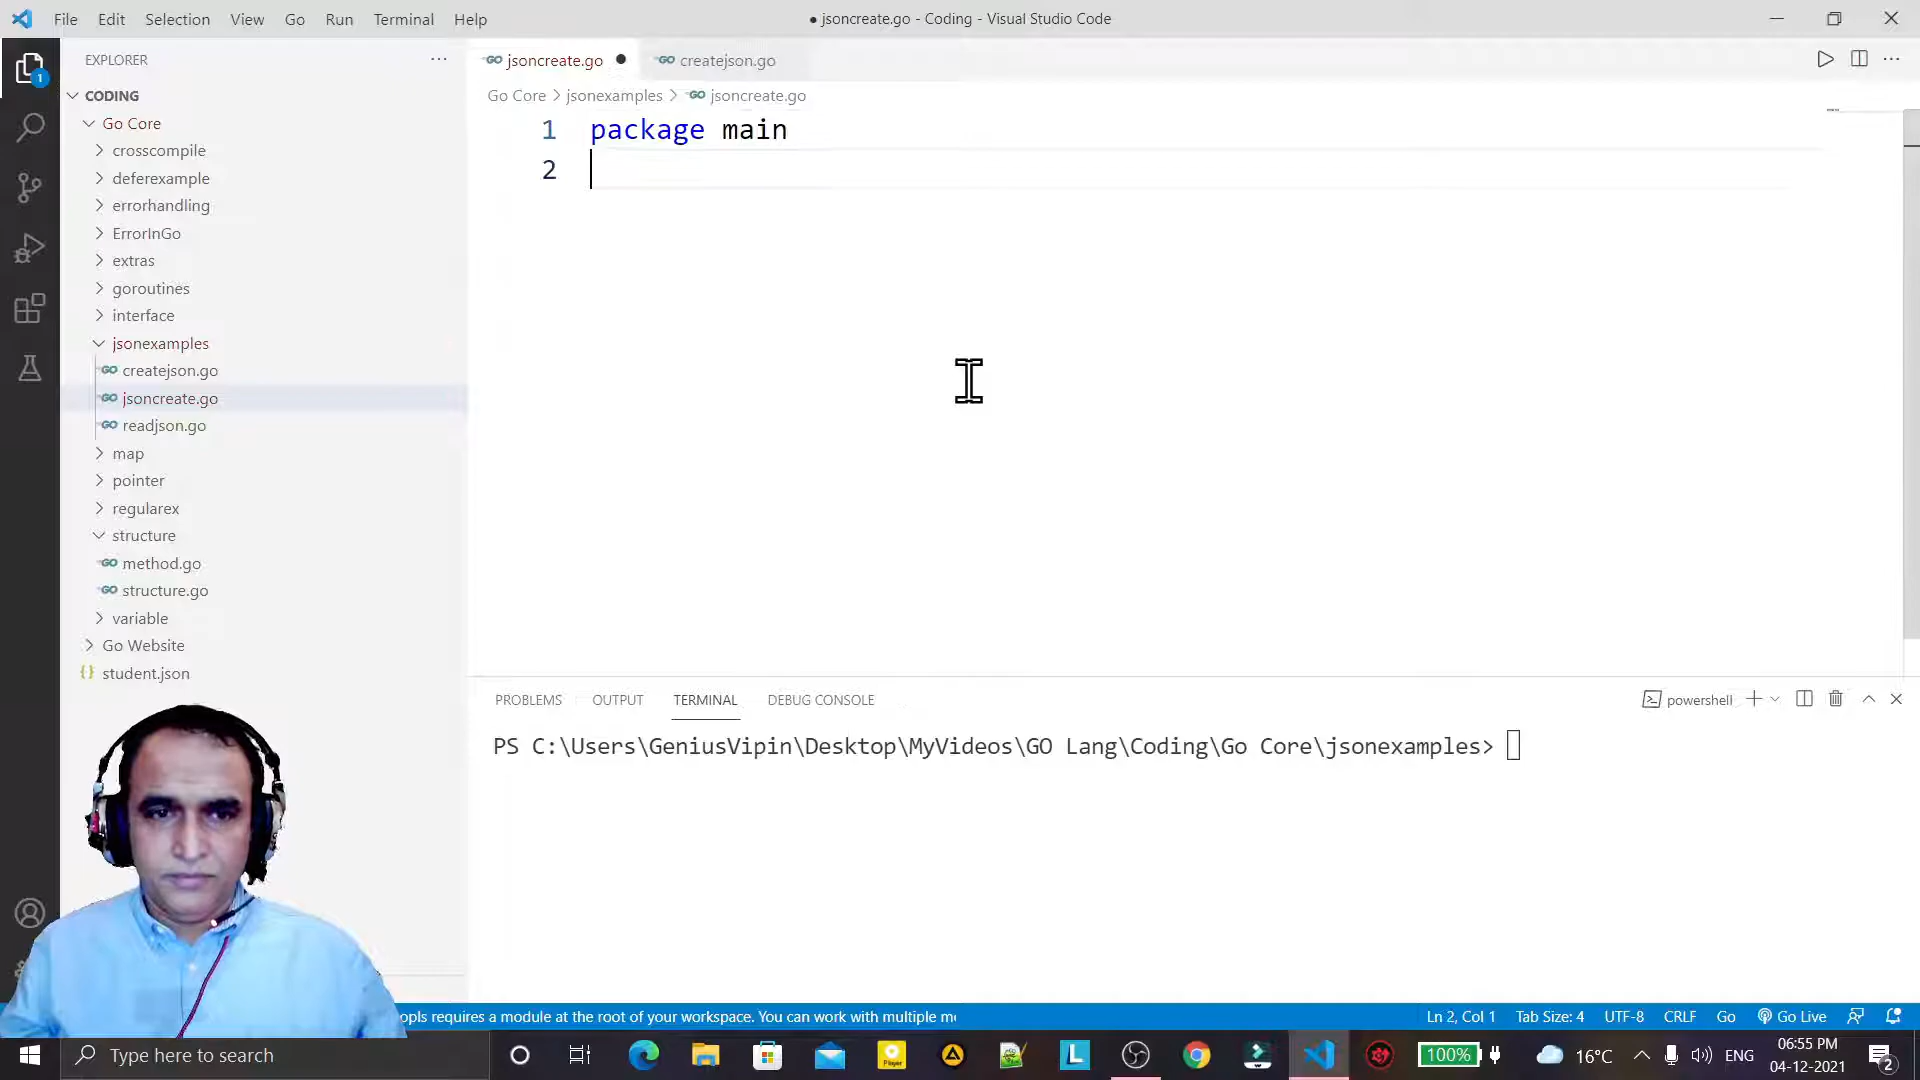 File Edit Selection View Go Run Terminal Help
● jsoncreate.go - Coding - Visual Studio Code
EXPLORER
CODING
Go Core
crosscompile
deferexample
errorhandling
ErrorInGo
extras
goroutines
interface
jsonexamples
createjson.go
jsoncreate.go
readjson.go
map
pointer
regularex
structure
method.go
structure.go
variable
Go Website
student.json
jsoncreate.go ● createjson.go
Go Core > jsonexamples > jsoncreate.go
1 package main
2
PROBLEMS OUTPUT TERMINAL DEBUG CONSOLE
powershell
PS C:\Users\GeniusVipin\Desktop\MyVideos\GO Lang\Coding\Go Core\jsonexamples>
requires a module at the root of your workspace. You can work with multiple
Ln 2, Col 1 Tab Size: 4 UTF-8 CRLF Go Go Live
Type here to search
100% 16°C ENG
06:55 PM
04-12-2021
2